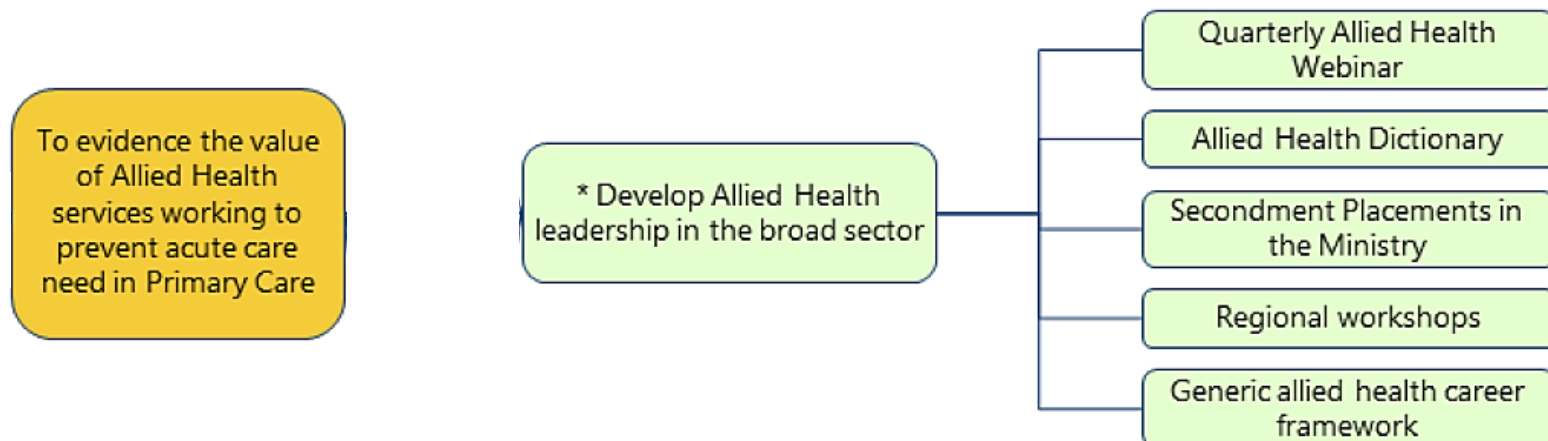 To evidence the value
of Allied Health
services working to
prevent acute care
need in Primary Care
* Develop Allied Health
leadership in the broad sector
Quarterly Allied Health
Webinar
Allied Health Dictionary
Secondment Placements in
the Ministry
Regional workshops
Generic allied health career
framework